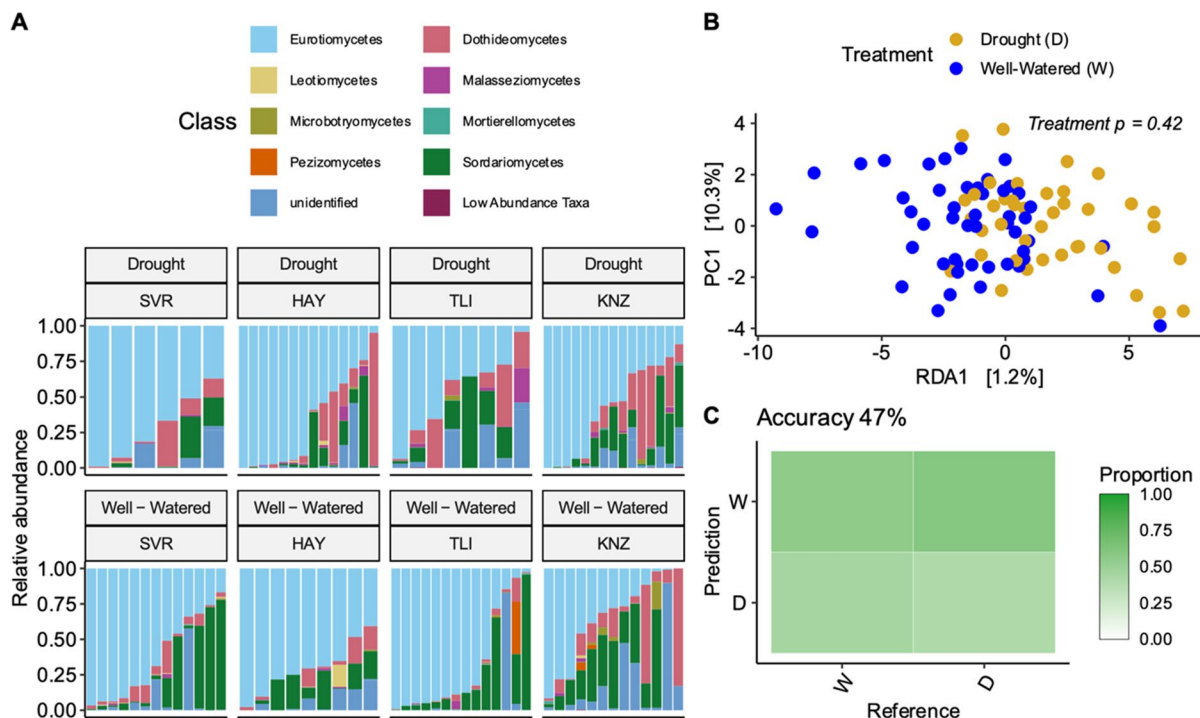 A
Class
Eurotiomycetes
Leotiomycetes
Microbotryomycetes
Pezizomycetes
unidentified
Dothideomycetes
Malasseziomycetes
Mortierellomycetes
Sordariomycetes
Low Abundance Taxa
Relative abundance
Drought
Drought
Drought
Drought
SVR
HAY
TLI
KNZ
1.00
0.75
0.50
0.25
0.00
Well – Watered
Well – Watered
Well – Watered
Well – Watered
SVR
HAY
TLI
KNZ
1.00
0.75
0.50
0.25
0.00
B
Treatment
Drought (D)
Well-Watered (W)
Treatment p = 0.42
PC1 [10.3%]
4
2
0
-2
-4
-10
-5
0
5
RDA1 [1.2%]
C
Accuracy 47%
Prediction
W
D
W
D
Reference
Proportion
1.00
0.75
0.50
0.25
0.00